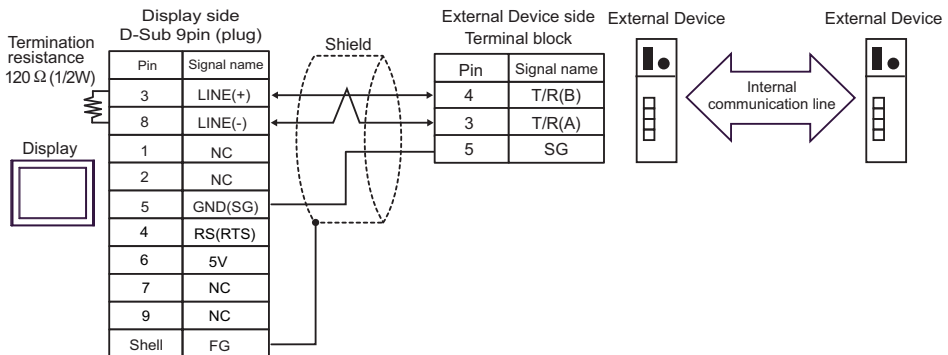 Display side
D-Sub 9pin (plug)
Termination
resistance
120 Ω (1/2W)
Display
Pin Signal name
3 LINE(+)
8 LINE(-)
1 NC
2 NC
5 GND(SG)
4 RS(RTS)
6 5V
7 NC
9 NC
Shell FG
Shield
External Device side
Terminal block
Pin Signal name
4 T/R(B)
3 T/R(A)
5 SG
External Device
Internal
communication line
External Device